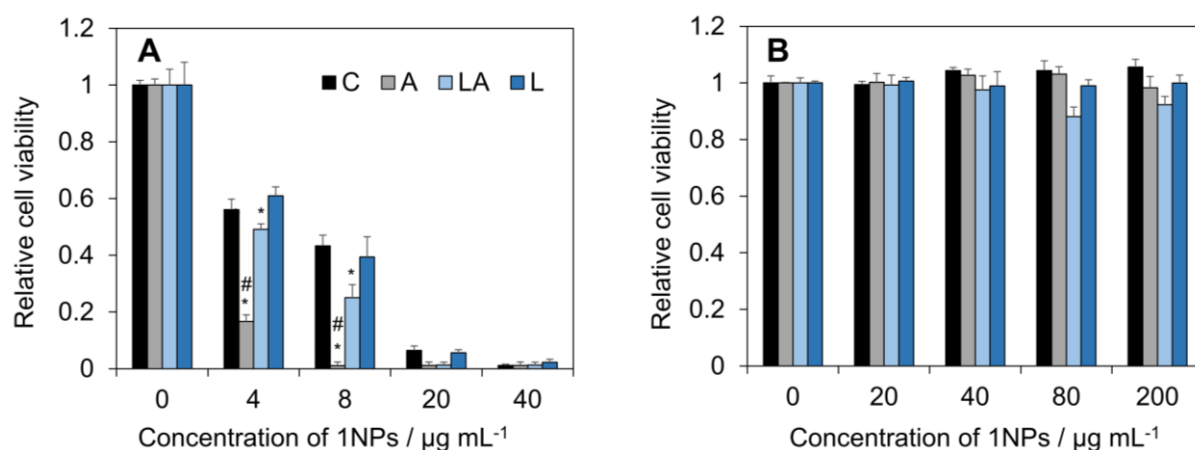 A
C A LA L
Relative cell viability
1.2
1
0.8
0.6
0.4
0.2
0
# * * # * *
0 4 8 20 40
Concentration of 1NPs / µg mL⁻¹
B
Relative cell viability
1.2
1
0.8
0.6
0.4
0.2
0
0 20 40 80 200
Concentration of 1NPs / µg mL⁻¹